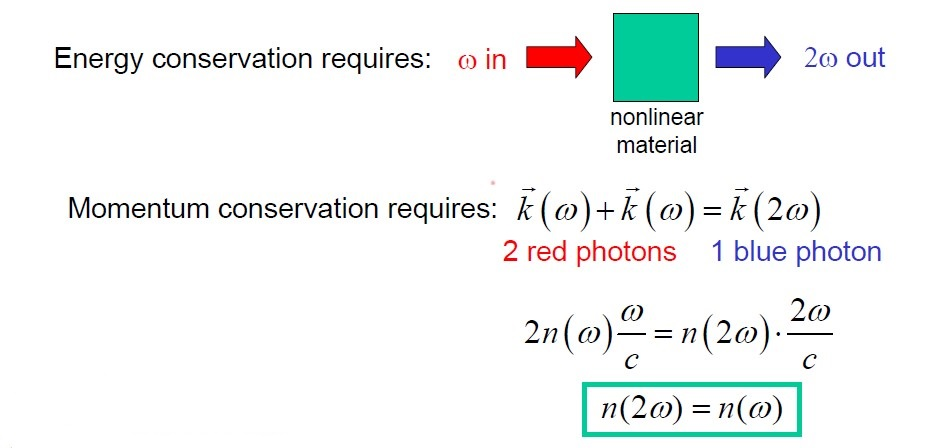 Energy conservation requires: ω in 2ω out
nonlinear
material
Momentum conservation requires: k⃗(ω)+k⃗(ω)=k⃗(2ω)
2 red photons 1 blue photon
2n(ω)ω/c=n(2ω)·2ω/c
n(2ω)=n(ω)